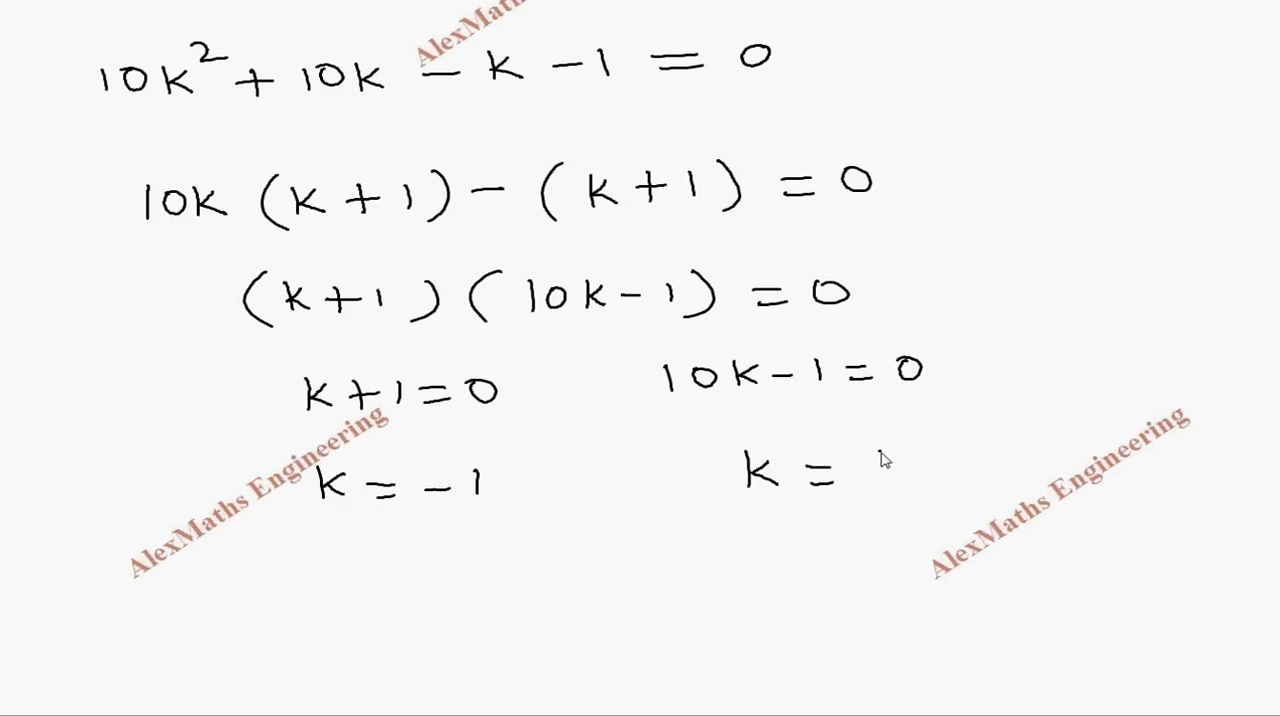 AlexMaths
10k² + 10k - k - 1 = 0
10k (k + 1) - (k + 1) = 0
(k + 1) (10k - 1) = 0
k + 1 = 0 10k - 1 = 0
k = - 1 k =
AlexMaths Engineering AlexMaths Engineering